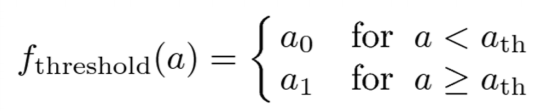 f_threshold(a) = { a_0 for a < a_th
a_1 for a ≥ a_th